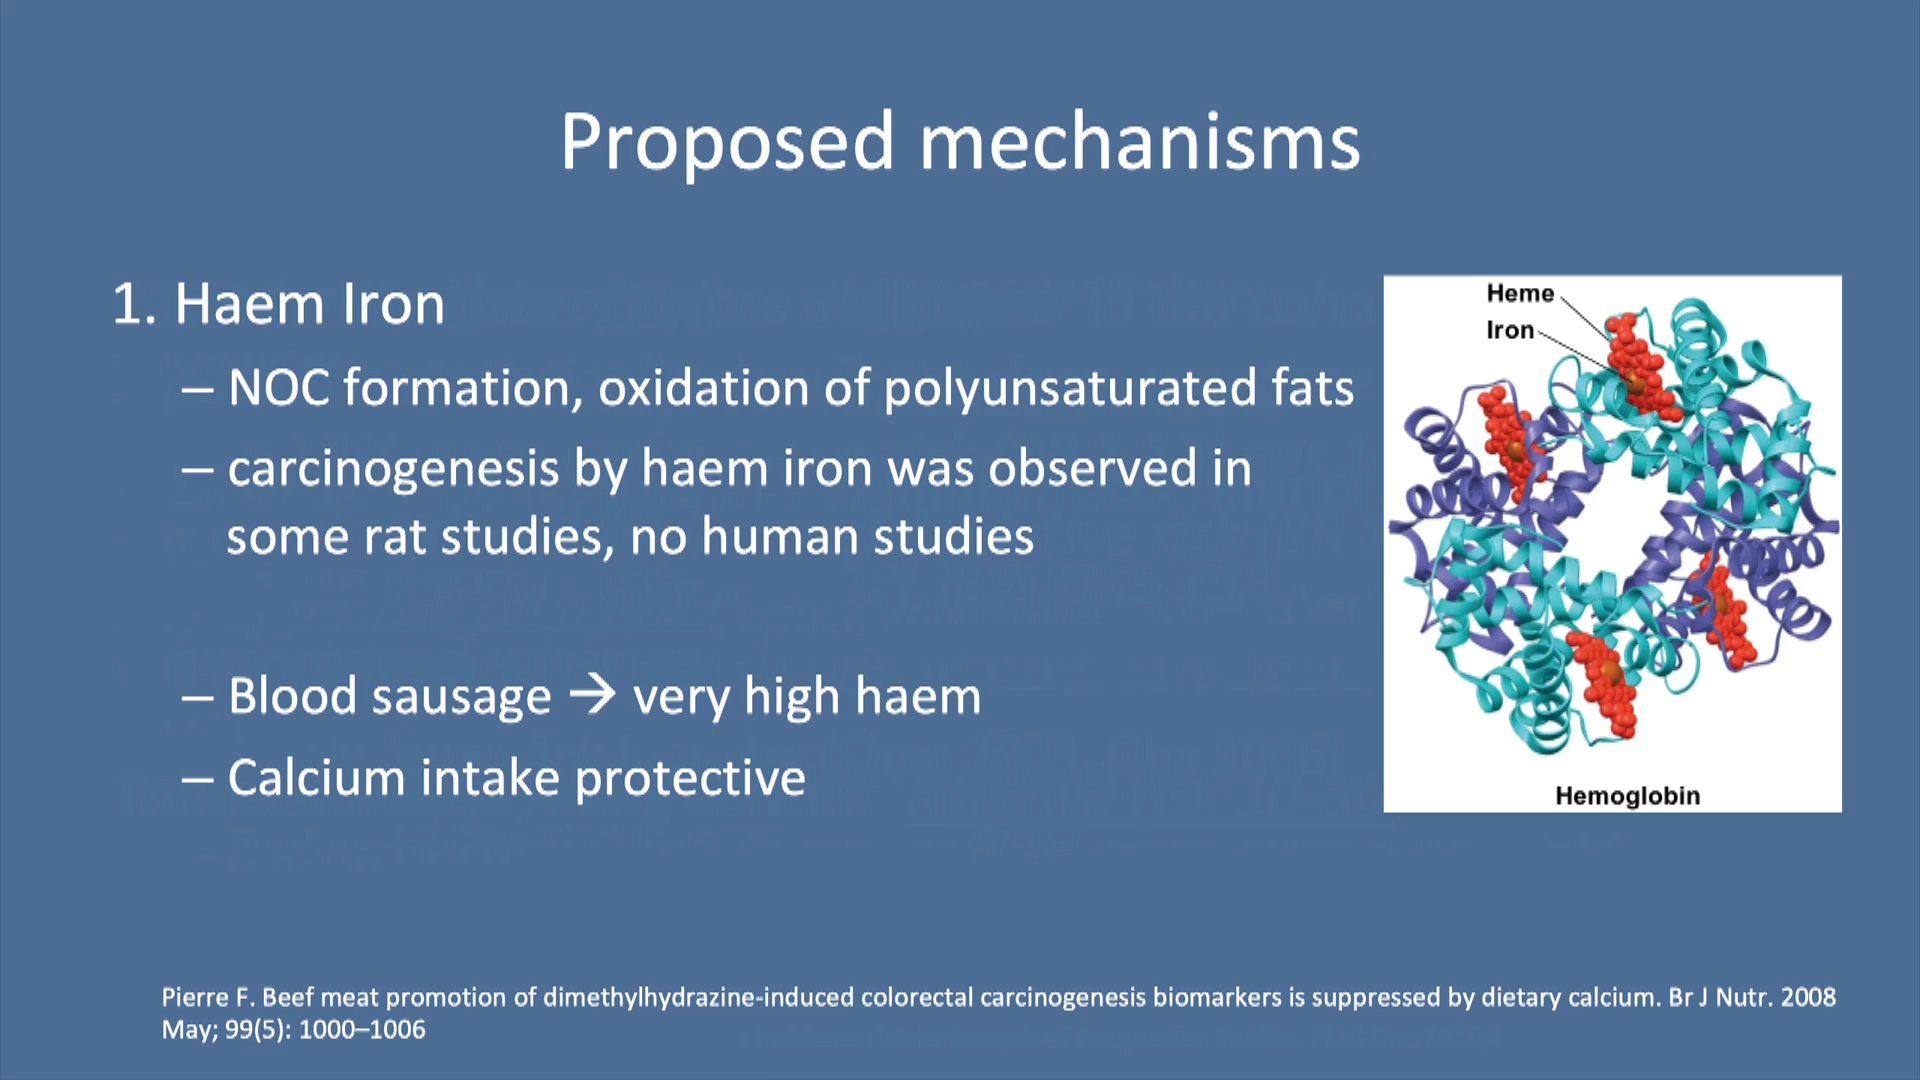 Proposed mechanisms
1. Haem Iron
– NOC formation, oxidation of polyunsaturated fats
– carcinogenesis by haem iron was observed in
some rat studies, no human studies
– Blood sausage → very high haem
– Calcium intake protective
Heme
Iron
Hemoglobin
Pierre F. Beef meat promotion of dimethylhydrazine-induced colorectal carcinogenesis biomarkers is suppressed by dietary calcium. Br J Nutr. 2008
May; 99(5): 1000–1006